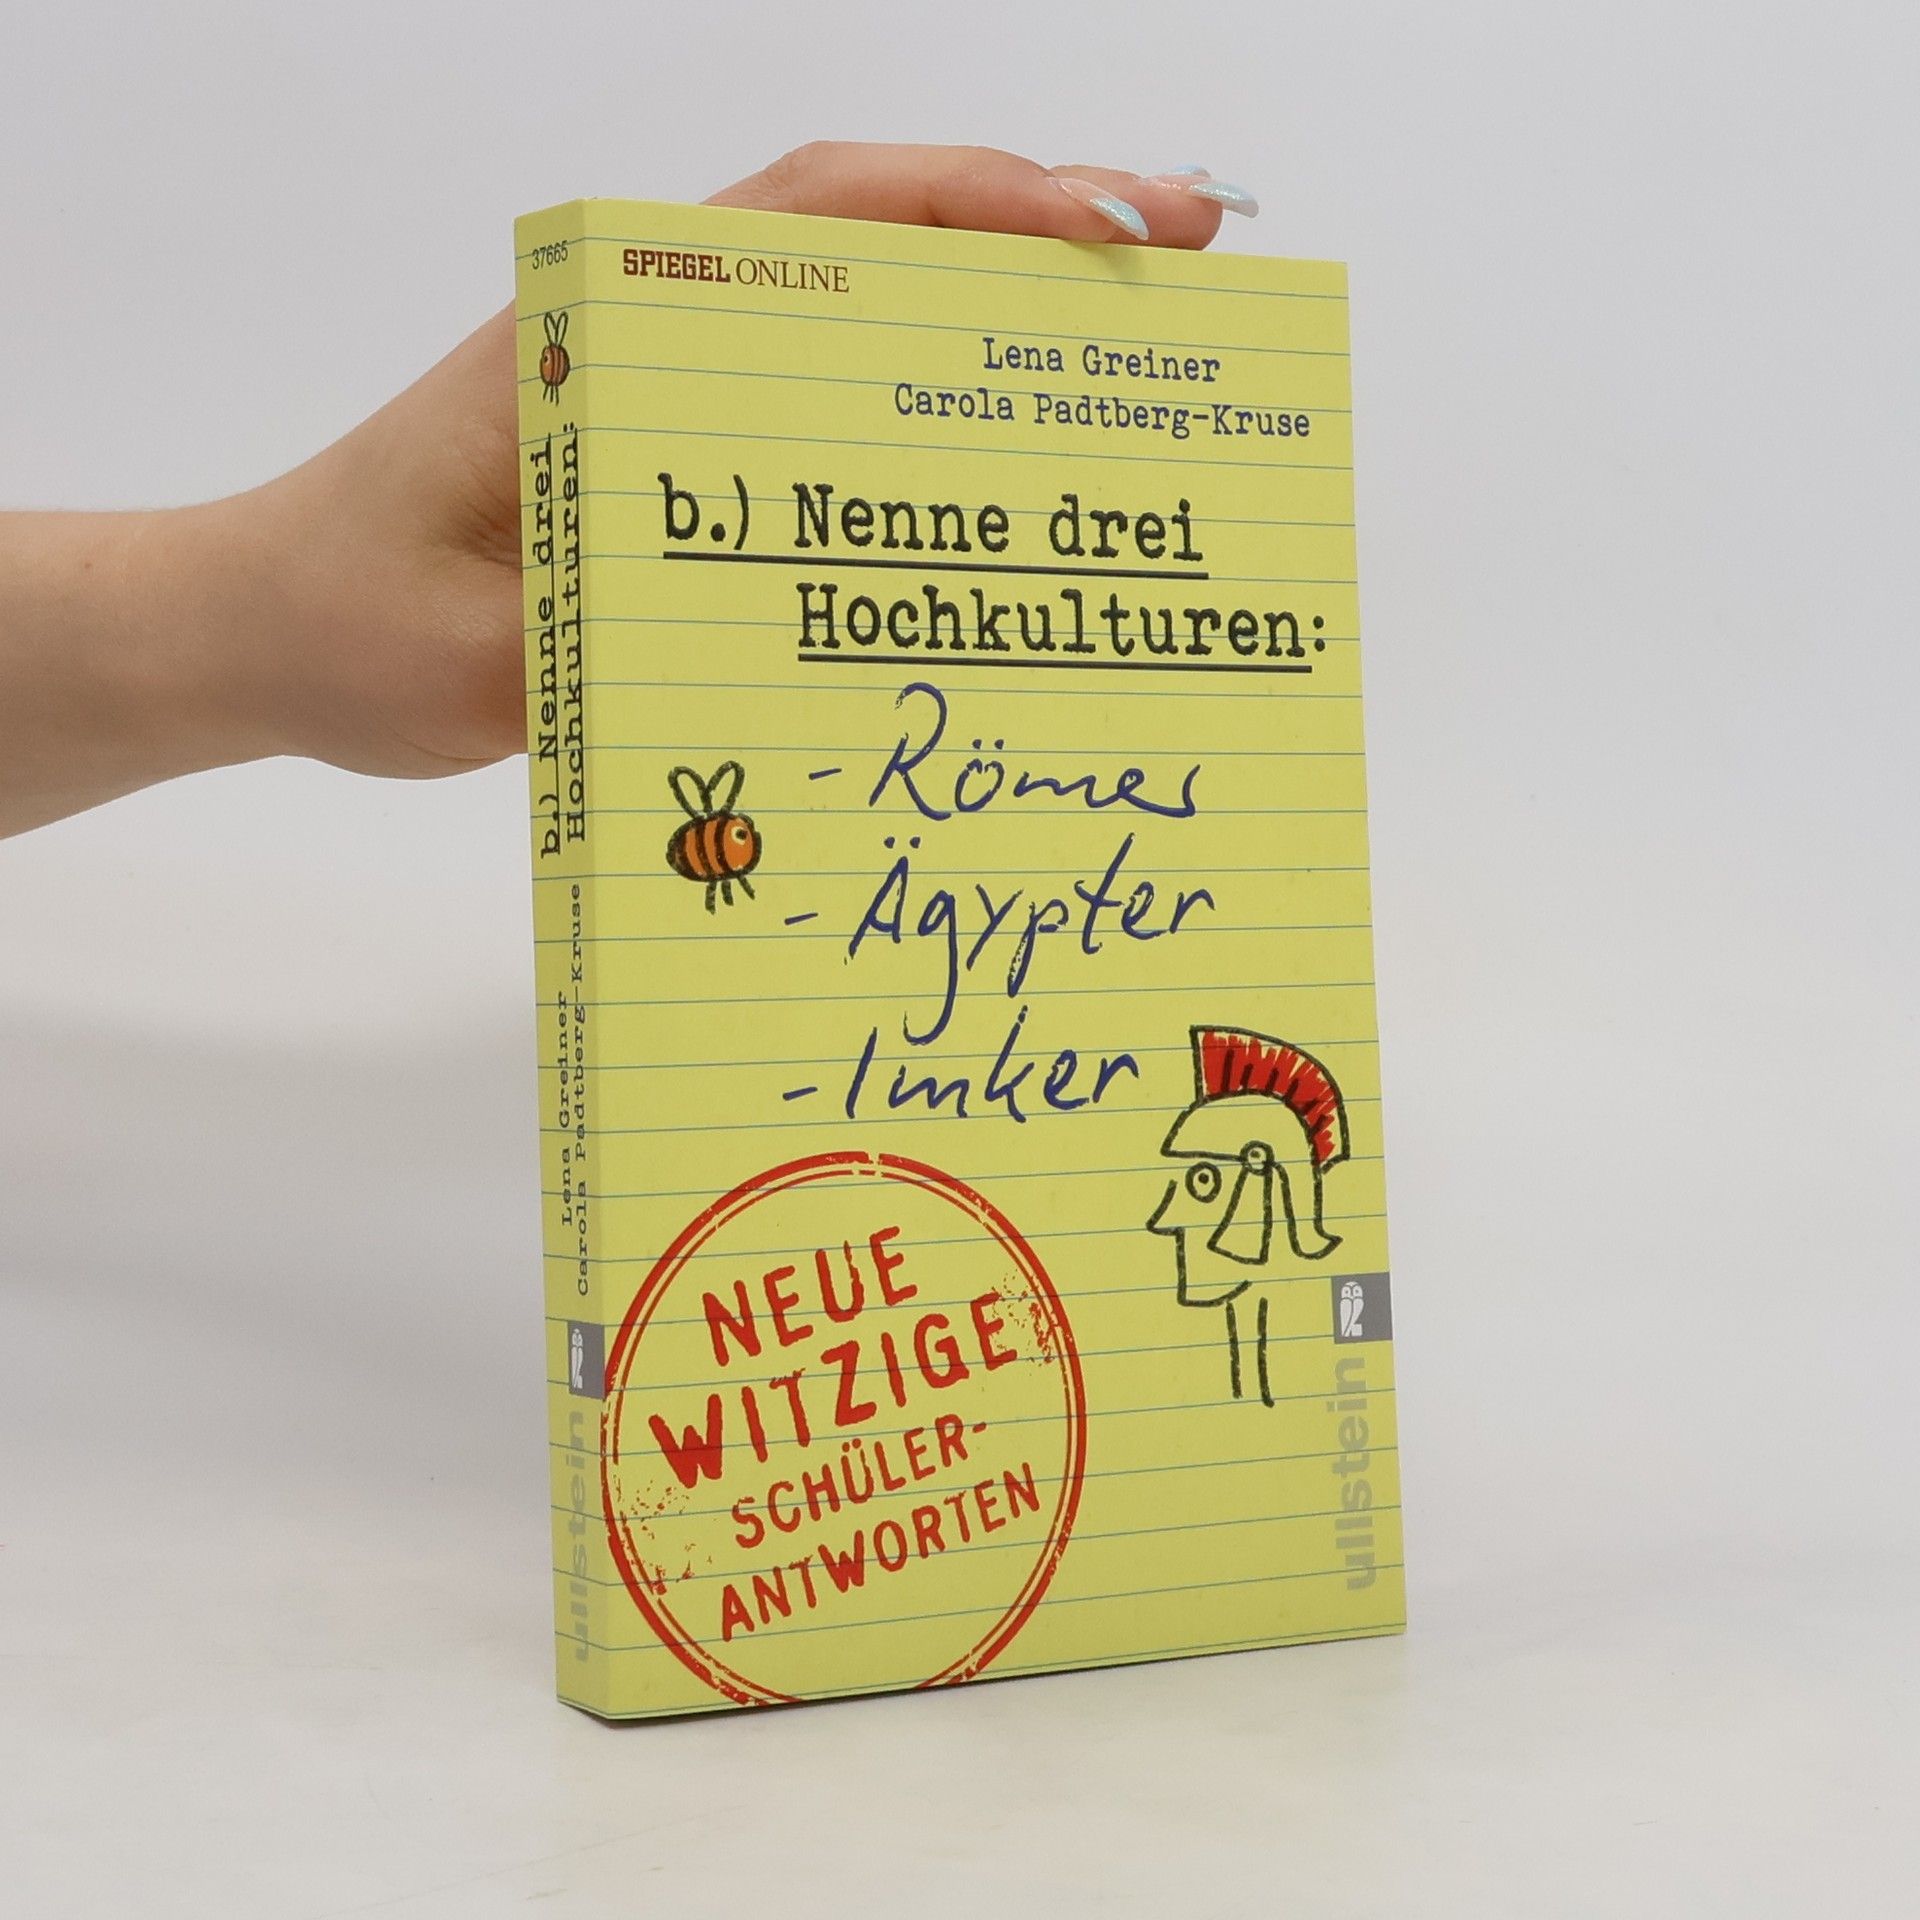 37665
b.) Nenne drei
Hochkulturen:
Lena Greiner
Carola Padtberg-Kruse
ullstein
SPIEGEL ONLINE
Lena Greiner
Carola Padtberg-Kruse
b.) Nenne drei
Hochkulturen:
- Römer
- Ägypter
- Imker
NEUE
WITZIGE
SCHÜLER-
ANTWORTEN
ullstein